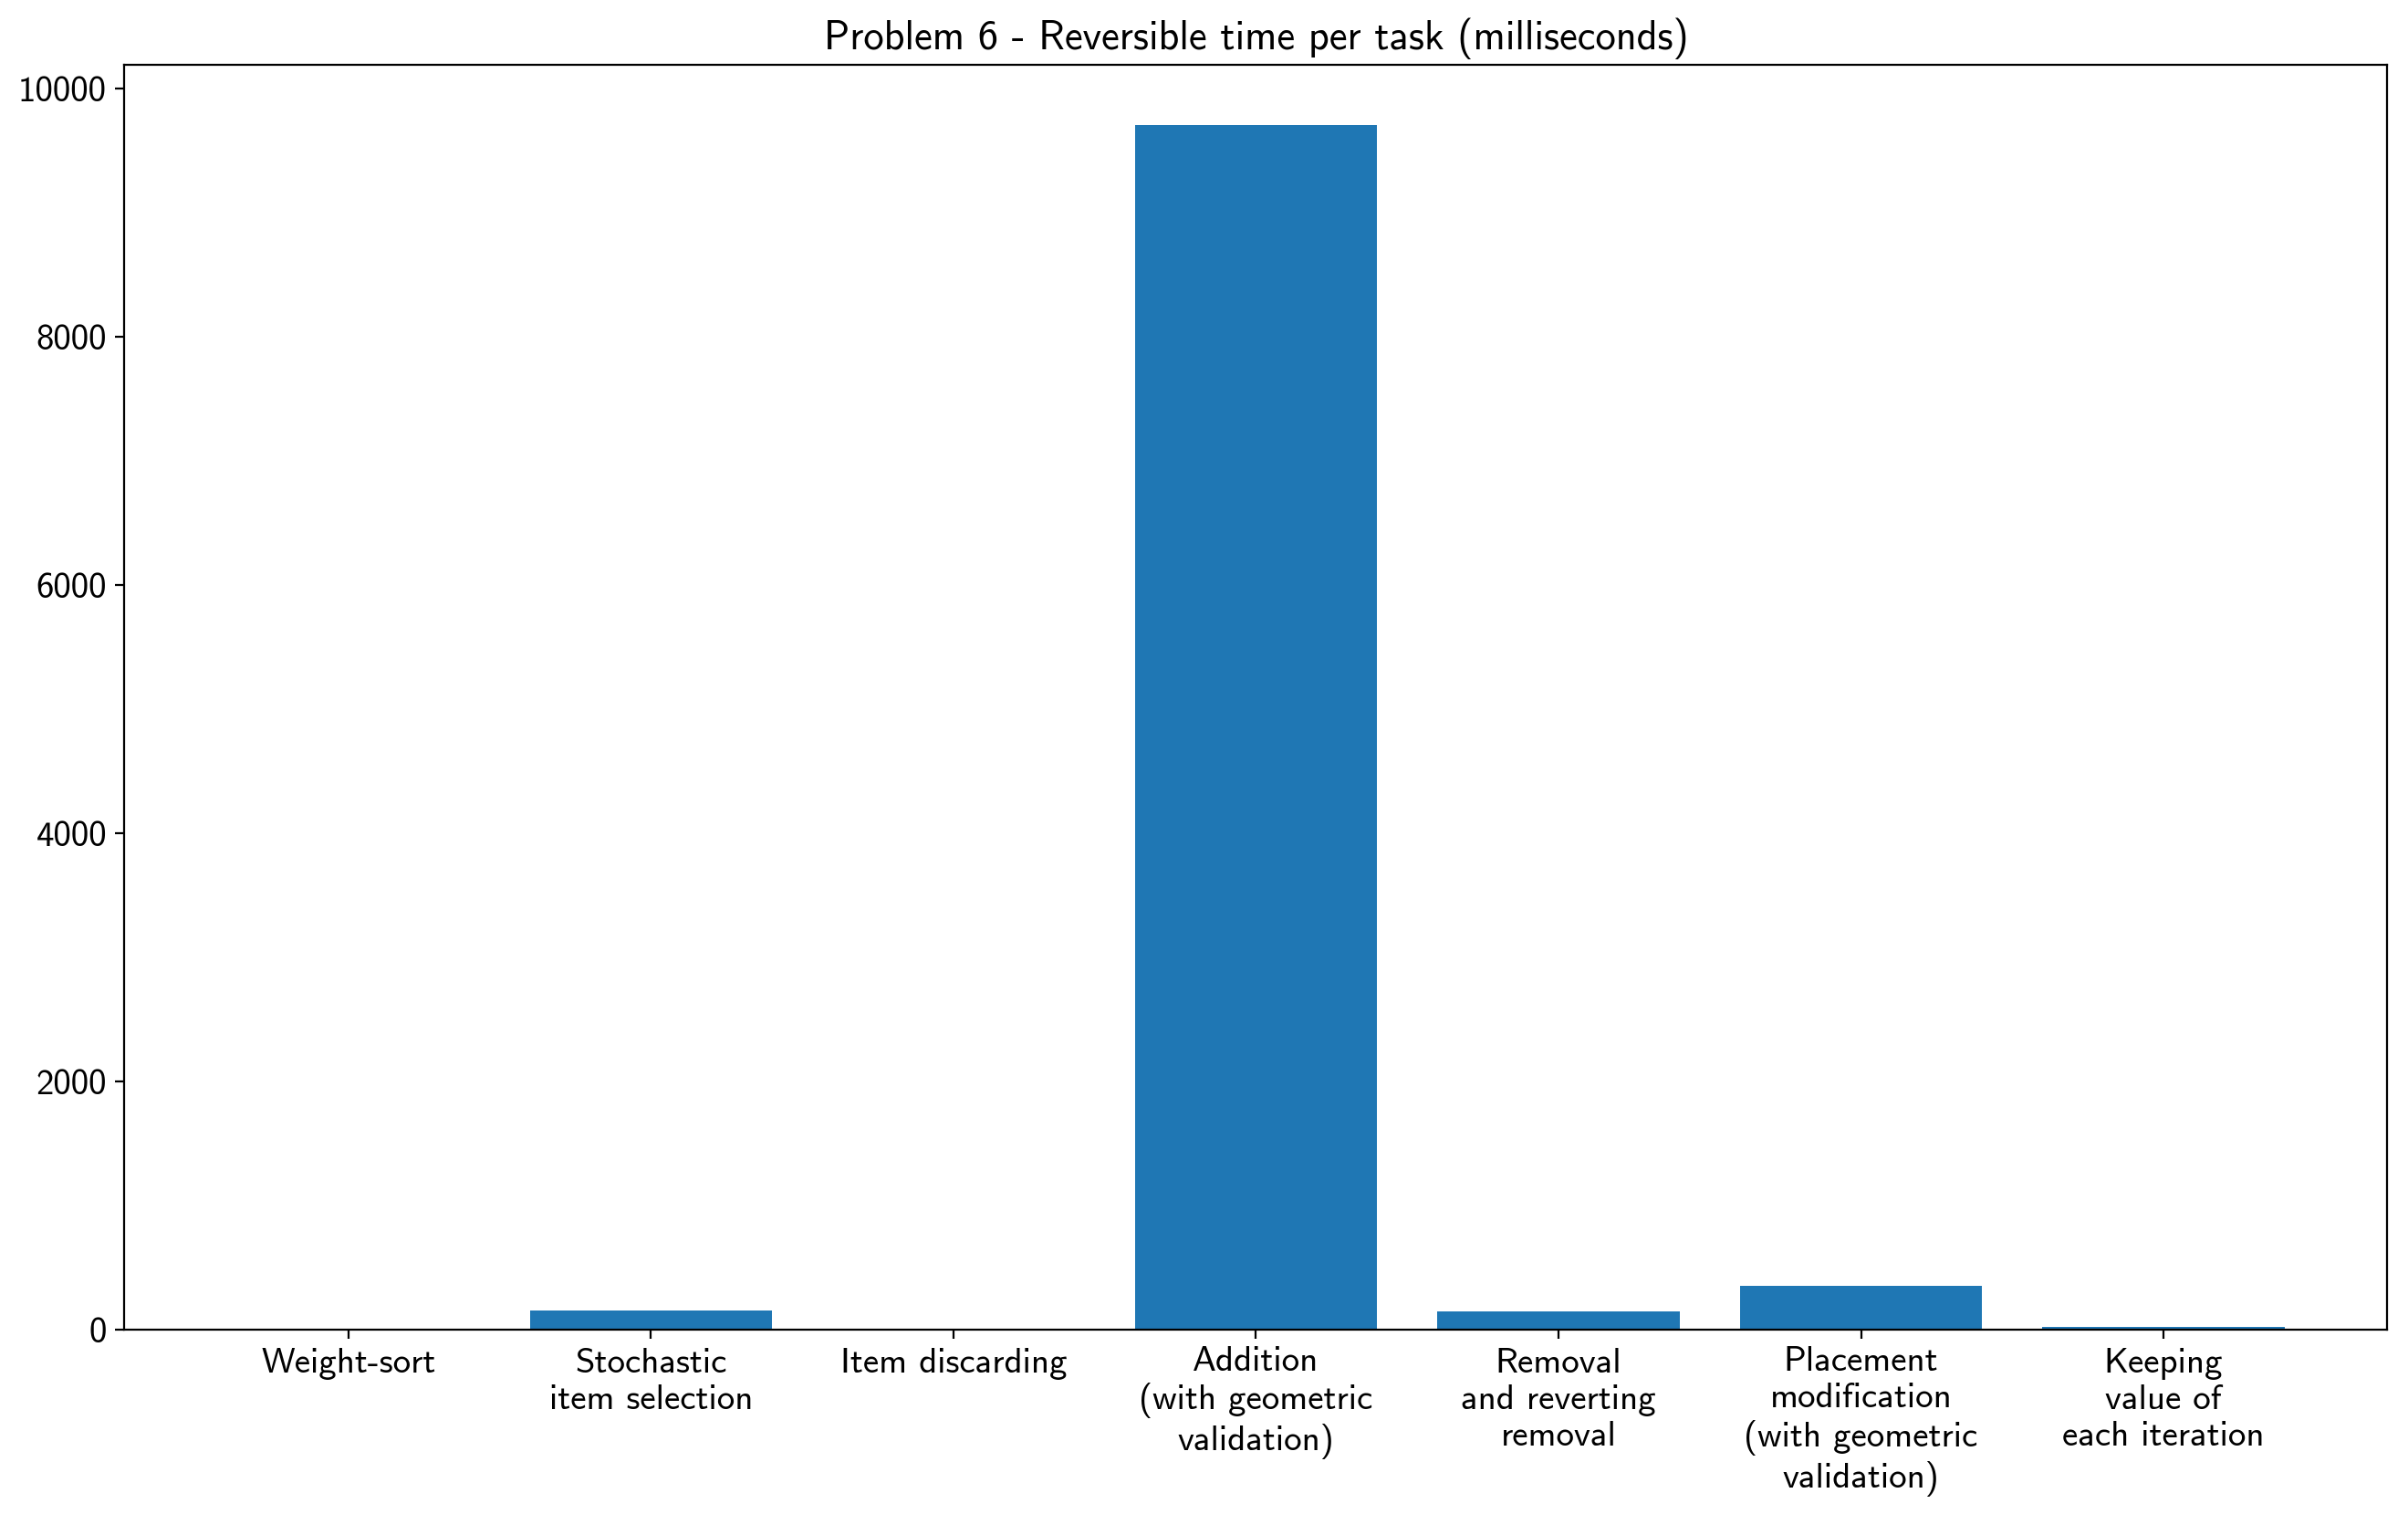 Problem 6 - Reversible time per task (milliseconds)
10000
8000
6000
4000
2000
0
Weight-sort
Stochastic
item selection
Item discarding
Addition
(with geometric
validation)
Removal
and reverting
removal
Placement
modification
(with geometric
validation)
Keeping
value of
each iteration